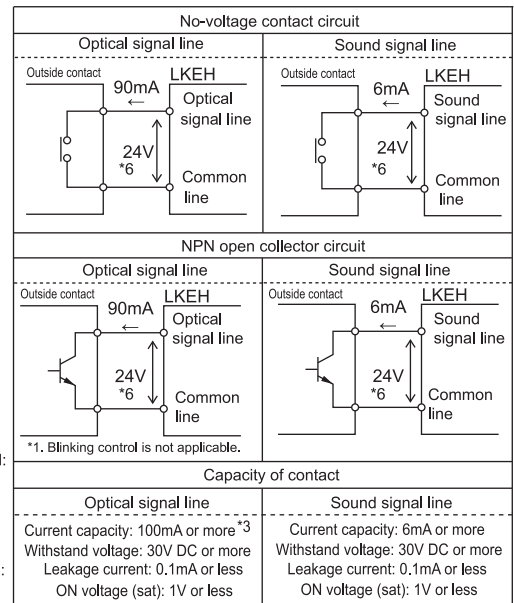 No-voltage contact circuit
Optical signal line
Sound signal line
Outside contact
LKEH
90mA
←
Optical
signal line
24V
*6
Common
line
Outside contact
LKEH
6mA
←
Sound
signal line
24V
*6
Common
line
NPN open collector circuit
Optical signal line
Sound signal line
Outside contact
LKEH
90mA
←
Optical
signal line
24V
*6
Common
line
*1. Blinking control is not applicable.
Outside contact
LKEH
6mA
←
Sound
signal line
24V
*6
Common
line
Capacity of contact
Optical signal line
Current capacity: 100mA or more*3
Withstand voltage: 30V DC or more
Leakage current: 0.1mA or less
ON voltage (sat): 1V or less
Sound signal line
Current capacity: 6mA or more
Withstand voltage: 30V DC or more
Leakage current: 0.1mA or less
ON voltage (sat): 1V or less